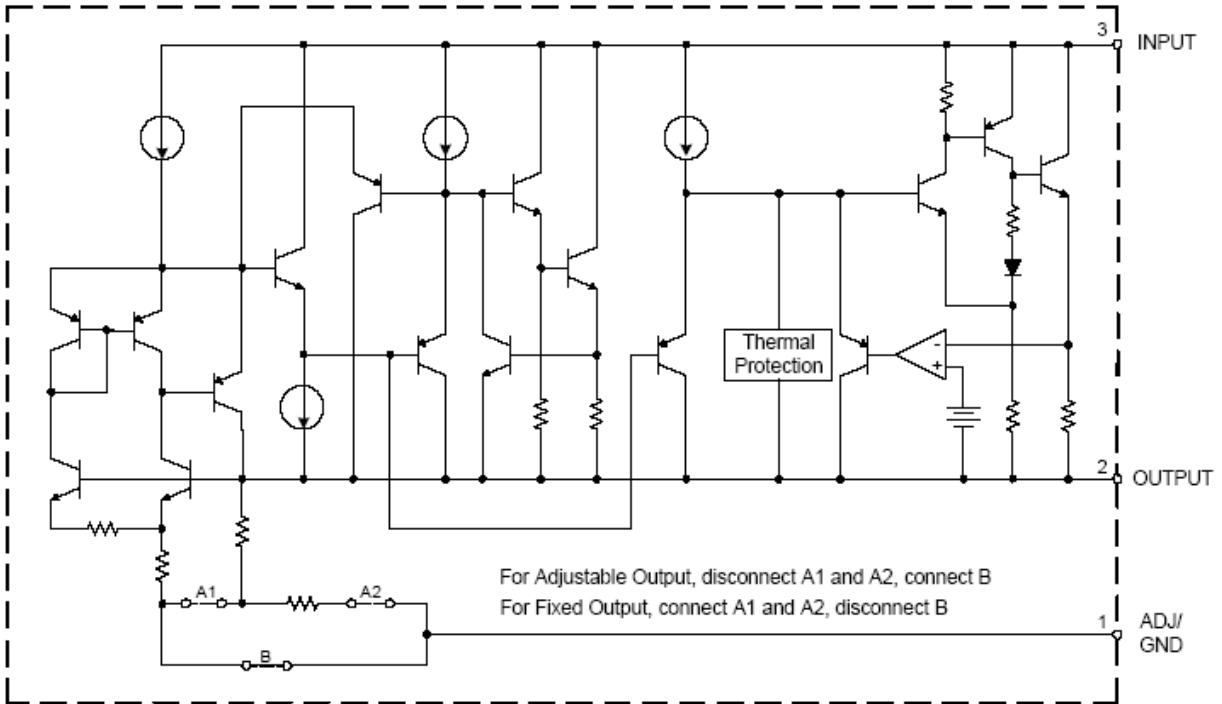 3
INPUT
Thermal
Protection
-
+
2
OUTPUT
A1
A2
For Adjustable Output, disconnect A1 and A2, connect B
For Fixed Output, connect A1 and A2, disconnect B
1
ADJ/
GND
B